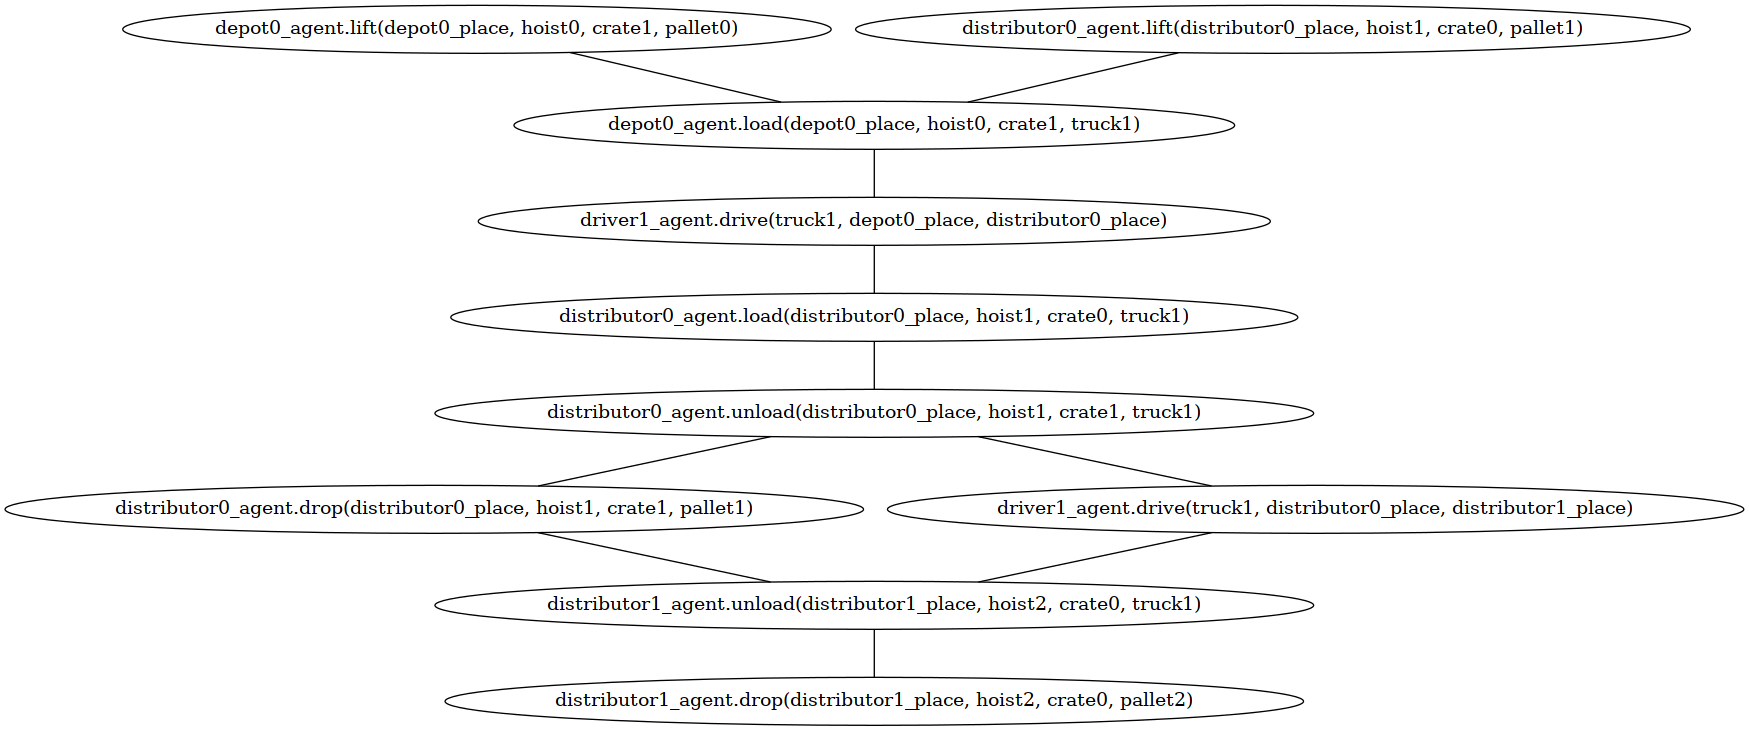 depot0_agent.lift(depot0_place, hoist0, crate1, pallet0)
distributor0_agent.lift(distributor0_place, hoist1, crate0, pallet1)
depot0_agent.load(depot0_place, hoist0, crate1, truck1)
driver1_agent.drive(truck1, depot0_place, distributor0_place)
distributor0_agent.load(distributor0_place, hoist1, crate0, truck1)
distributor0_agent.unload(distributor0_place, hoist1, crate1, truck1)
distributor0_agent.drop(distributor0_place, hoist1, crate1, pallet1)
driver1_agent.drive(truck1, distributor0_place, distributor1_place)
distributor1_agent.unload(distributor1_place, hoist2, crate0, truck1)
distributor1_agent.drop(distributor1_place, hoist2, crate0, pallet2)